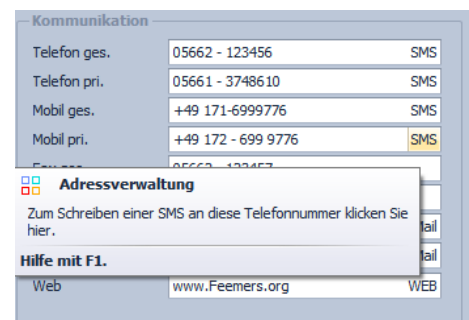 Kommunikation
Telefon ges. 05662 - 123456 SMS
Telefon pri. 05661 - 3748610 SMS
Mobil ges. +49 171-6999776 SMS
Mobil pri. +49 172 - 699 9776 SMS
Adressverwaltung
Zum Schreiben einer SMS an diese Telefonnummer klicken Sie
hier.
Mail
Hilfe mit F1.
Mail
Web www.Feemers.org WEB